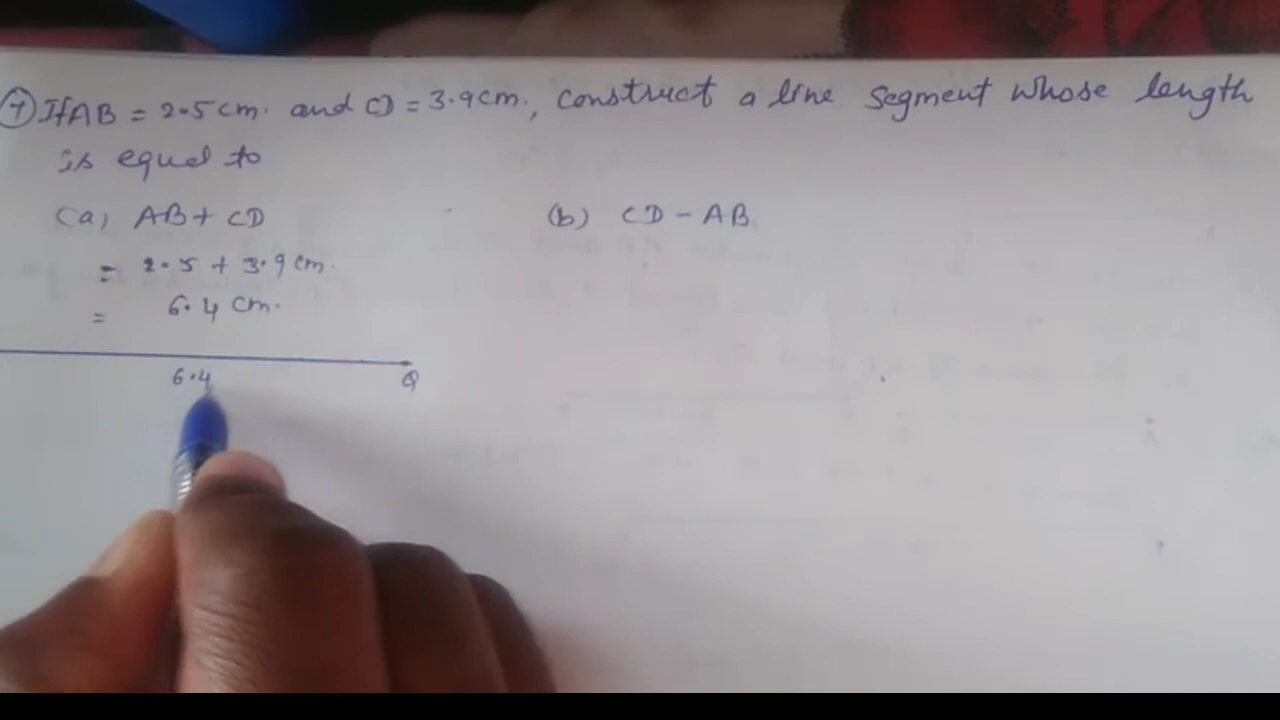 7 If AB = 2.5 cm. and CD = 3.9 cm., construct a line segment whose length
is equal to
(a) AB + CD
= 2.5 + 3.9 cm.
= 6.4 cm.
6.4 Q
(b) CD - AB